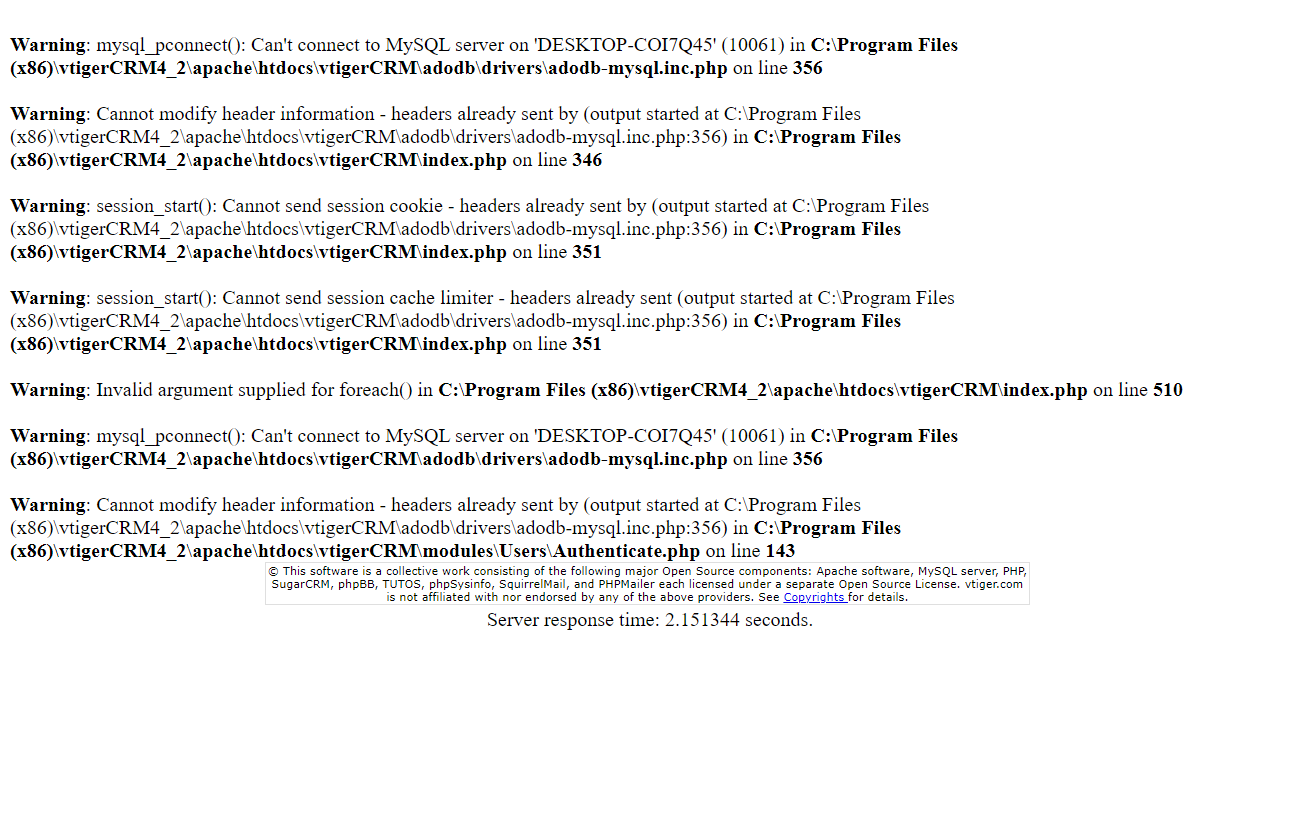 Warning: mysql_pconnect(): Can't connect to MySQL server on 'DESKTOP-COI7Q45' (10061) in C:\Program Files
(x86)\vtigerCRM4_2\apache\htdocs\vtigerCRM\adodb\drivers\adodb-mysql.inc.php on line 356
Warning: Cannot modify header information - headers already sent by (output started at C:\Program Files
(x86)\vtigerCRM4_2\apache\htdocs\vtigerCRM\adodb\drivers\adodb-mysql.inc.php:356) in C:\Program Files
(x86)\vtigerCRM4_2\apache\htdocs\vtigerCRM\index.php on line 346
Warning: session_start(): Cannot send session cookie - headers already sent by (output started at C:\Program Files
(x86)\vtigerCRM4_2\apache\htdocs\vtigerCRM\adodb\drivers\adodb-mysql.inc.php:356) in C:\Program Files
(x86)\vtigerCRM4_2\apache\htdocs\vtigerCRM\index.php on line 351
Warning: session_start(): Cannot send session cache limiter - headers already sent (output started at C:\Program Files
(x86)\vtigerCRM4_2\apache\htdocs\vtigerCRM\adodb\drivers\adodb-mysql.inc.php:356) in C:\Program Files
(x86)\vtigerCRM4_2\apache\htdocs\vtigerCRM\index.php on line 351
Warning: Invalid argument supplied for foreach() in C:\Program Files (x86)\vtigerCRM4_2\apache\htdocs\vtigerCRM\index.php on line 510
Warning: mysql_pconnect(): Can't connect to MySQL server on 'DESKTOP-COI7Q45' (10061) in C:\Program Files
(x86)\vtigerCRM4_2\apache\htdocs\vtigerCRM\adodb\drivers\adodb-mysql.inc.php on line 356
Warning: Cannot modify header information - headers already sent by (output started at C:\Program Files
(x86)\vtigerCRM4_2\apache\htdocs\vtigerCRM\adodb\drivers\adodb-mysql.inc.php:356) in C:\Program Files
(x86)\vtigerCRM4_2\apache\htdocs\vtigerCRM\modules\Users\Authenticate.php on line 143
© This software is a collective work consisting of the following major Open Source components: Apache software, MySQL server, PHP,
SugarCRM, phpBB, TUTOS, phpSysinfo, SquirrelMail, and PHPMailer each licensed under a separate Open Source License. vtiger.com
is not affiliated with nor endorsed by any of the above providers. See Copyrights for details.
Server response time: 2.151344 seconds.